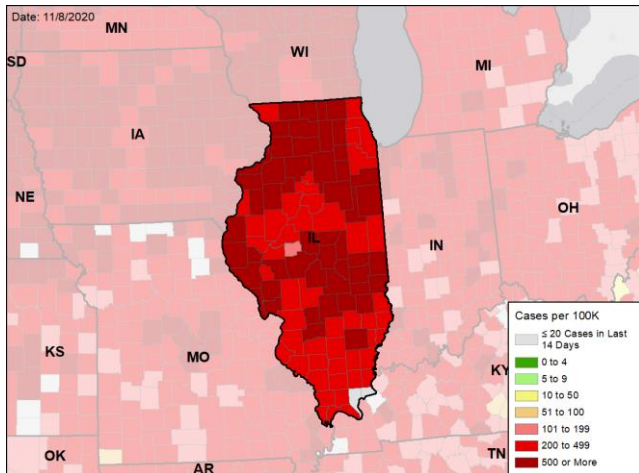 Date: 11/8/2020
MN
SD
WI
MI
IA
NE
OH
IL
IN
Cases per 100K
≤ 20 Cases in Last
14 Days
0 to 4
5 to 9
10 to 50
51 to 100
101 to 199
200 to 499
500 or More
KS
MO
KY
OK
AR
TN